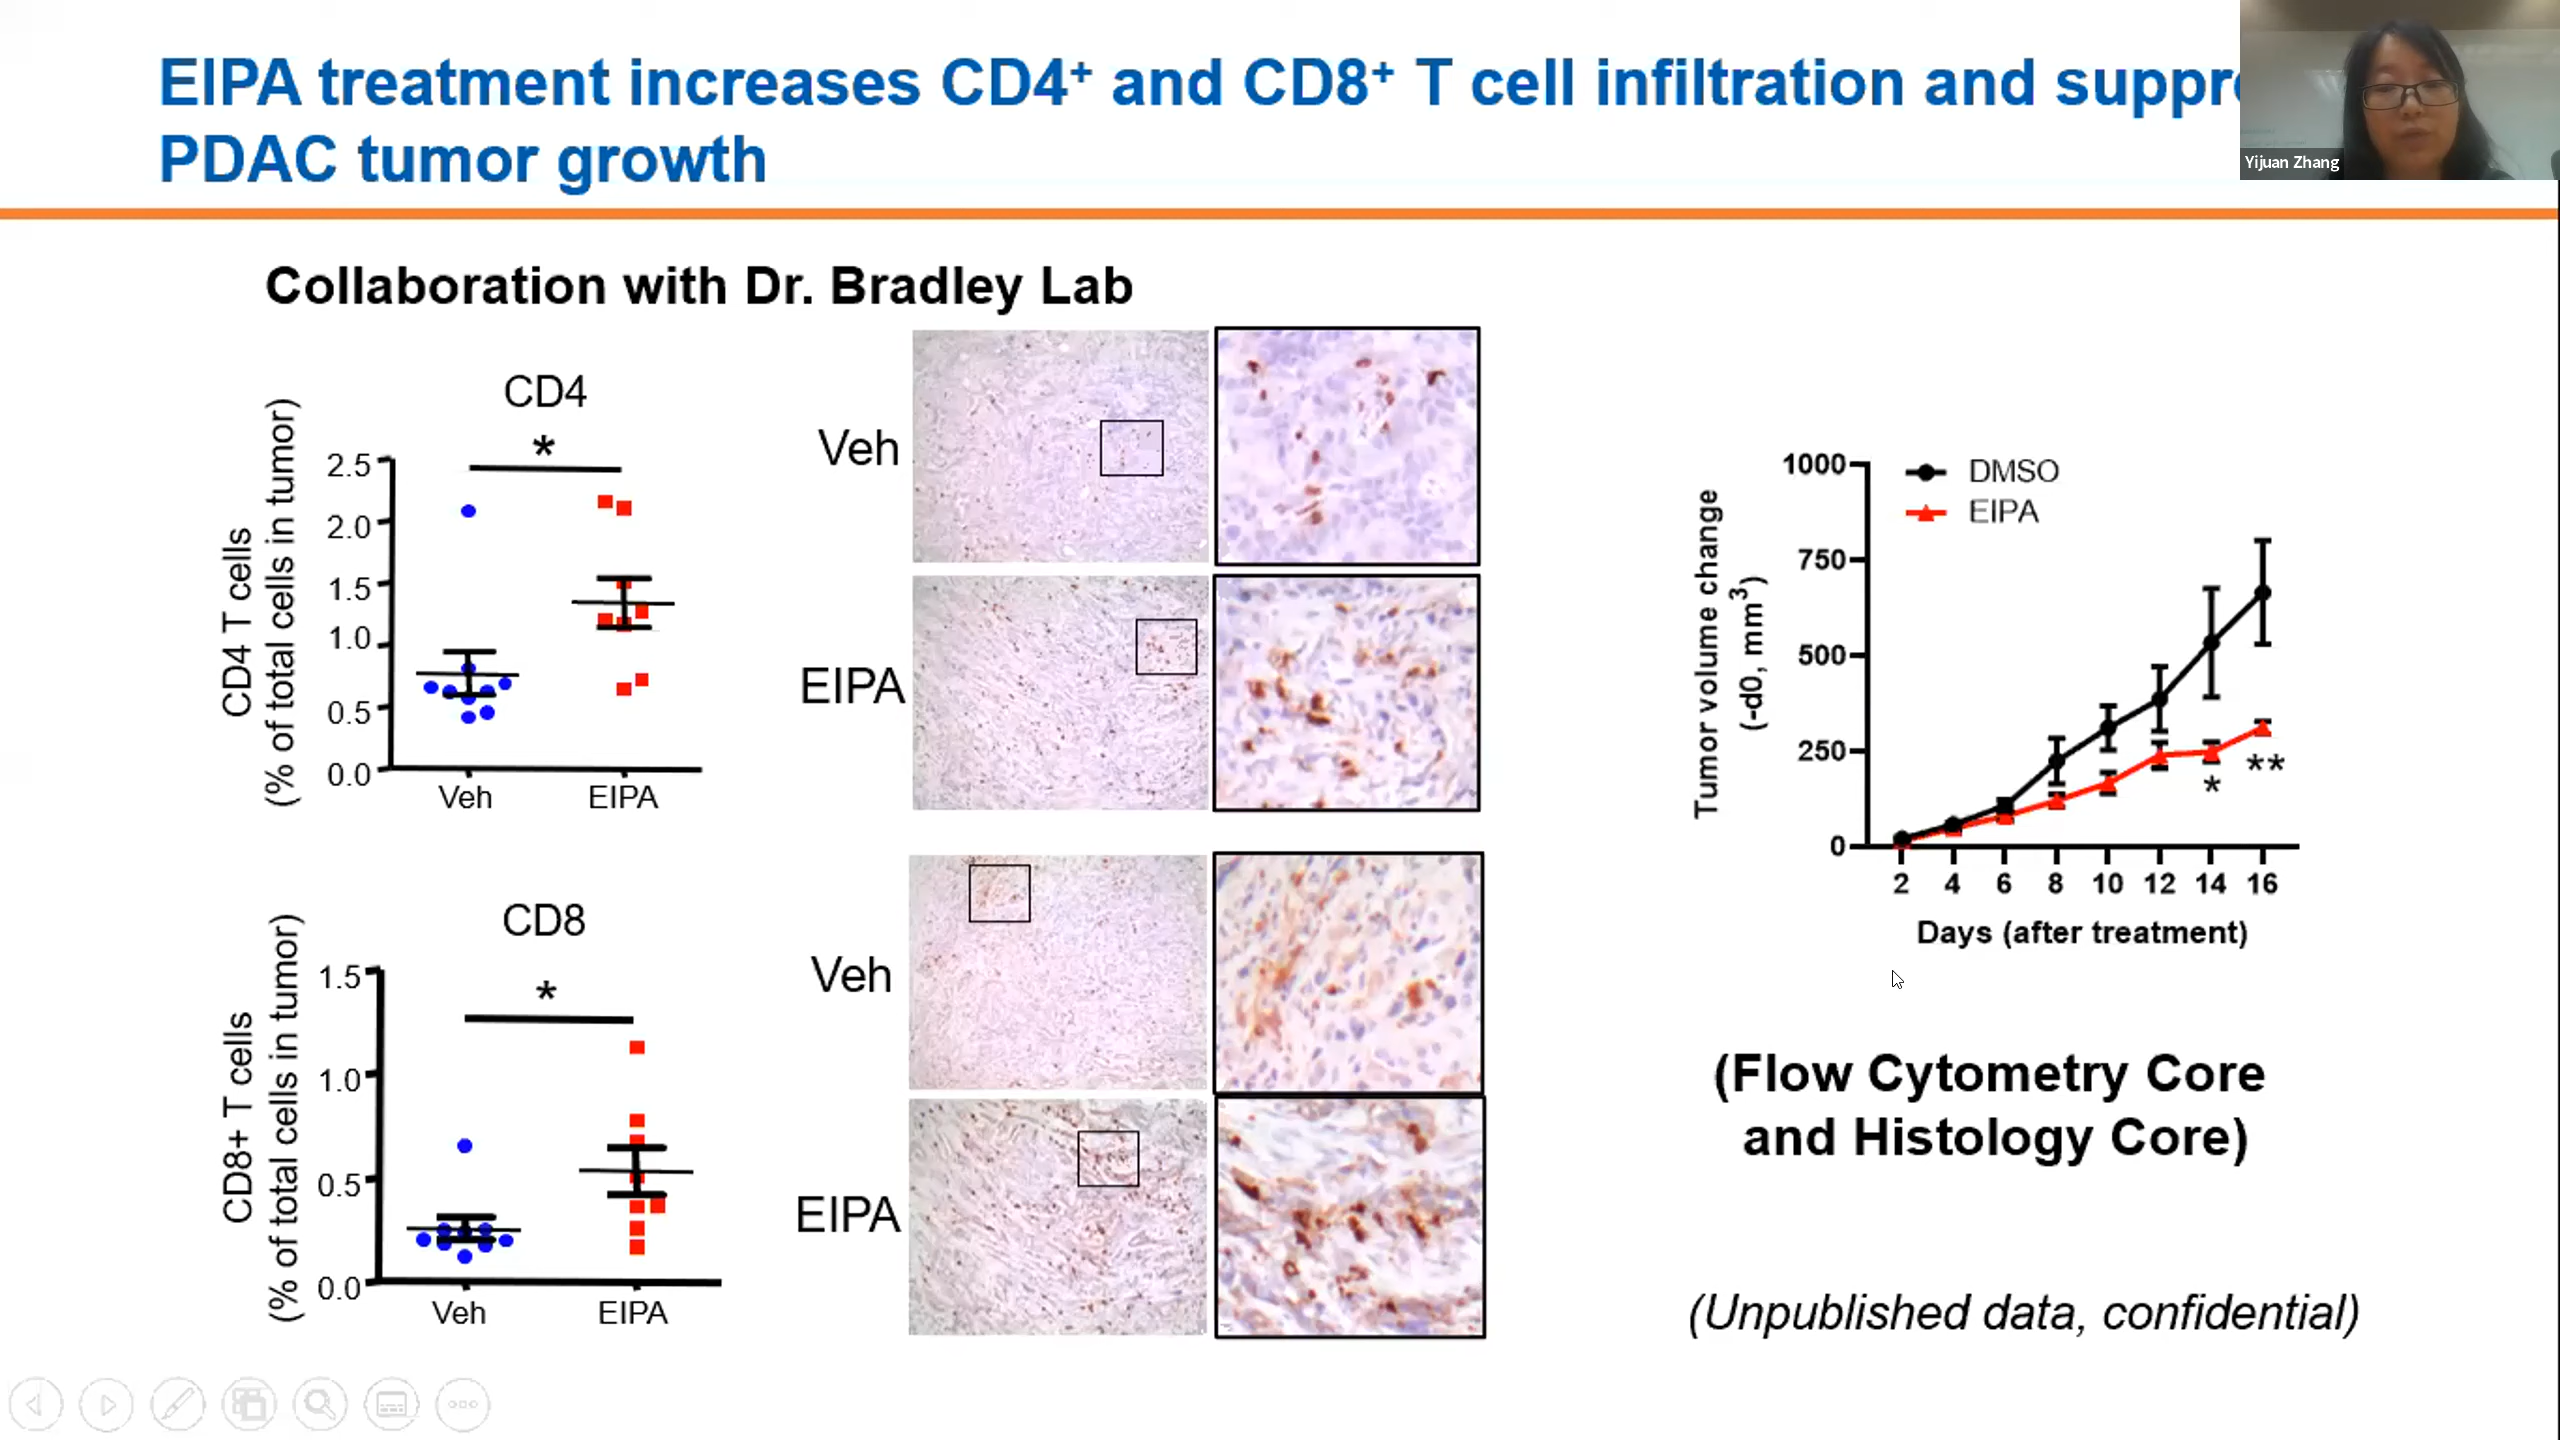 EIPA treatment increases CD4⁺ and CD8⁺ T cell infiltration and
PDAC tumor growth
Yijuan Zhang
Collaboration with Dr. Bradley Lab
CD4
*
CD4 T cells
(% of total cells in tumor)
2.5
2.0
1.5
1.0
0.5
0.0
Veh
EIPA
Veh
EIPA
CD8
*
CD8+ T cells
(% of total cells in tumor)
1.5
1.0
0.5
0.0
Veh
EIPA
Veh
EIPA
DMSO
EIPA
Tumor volume change
(-d0, mm³)
1000
750
500
250
0
*
**
2 4 6 8 10 12 14 16
Days (after treatment)
(Flow Cytometry Core
and Histology Core)
(Unpublished data, confidential)